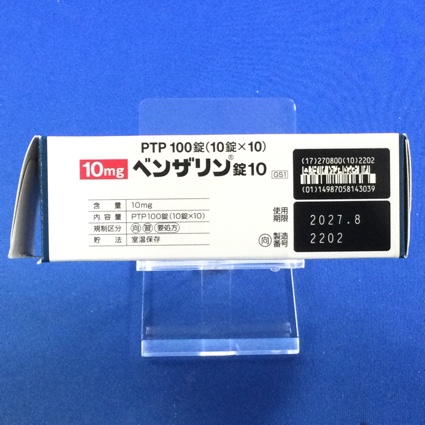 PTP 100錠(10錠×10)
10mg ベンザリン®錠10 GS1
(17)270800(10)2202
(01)14987058143039
含 量 10mg
内 容 量 PTP100錠(10錠×10)
規制区分 向 習 要処方
貯 法 室温保存
使用期限 2027.8
向 製造番号 2202